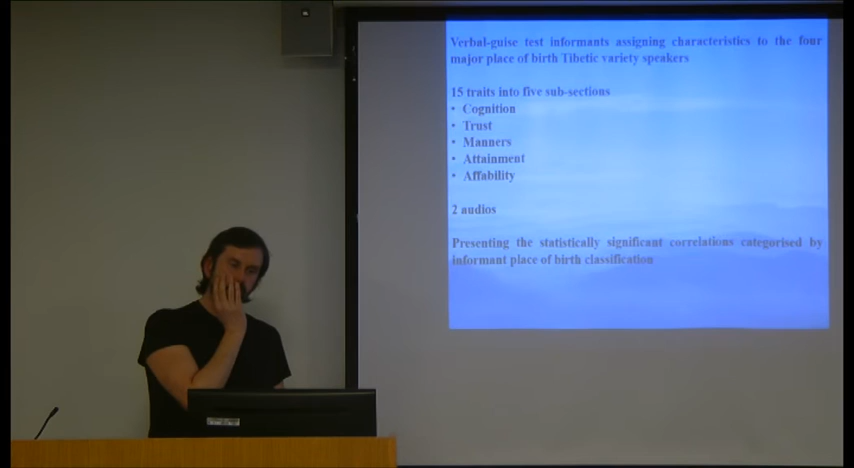 Verbal-guise test informants assigning characteristics to the four
major place of birth Tibetic variety speakers
15 traits into five sub-sections
• Cognition
• Trust
• Manners
• Attainment
• Affability
2 audios
Presenting the statistically significant correlations categorised by
informant place of birth classification